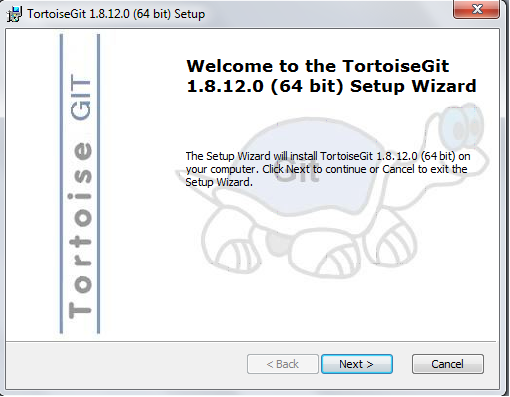 TortoiseGit 1.8.12.0 (64 bit) Setup
X
Tortoise GIT
Welcome to the TortoiseGit
1.8.12.0 (64 bit) Setup Wizard
Git
The Setup Wizard will install TortoiseGit 1.8.12.0 (64 bit) on
your computer. Click Next to continue or Cancel to exit the
Setup Wizard.
< Back
Next >
Cancel